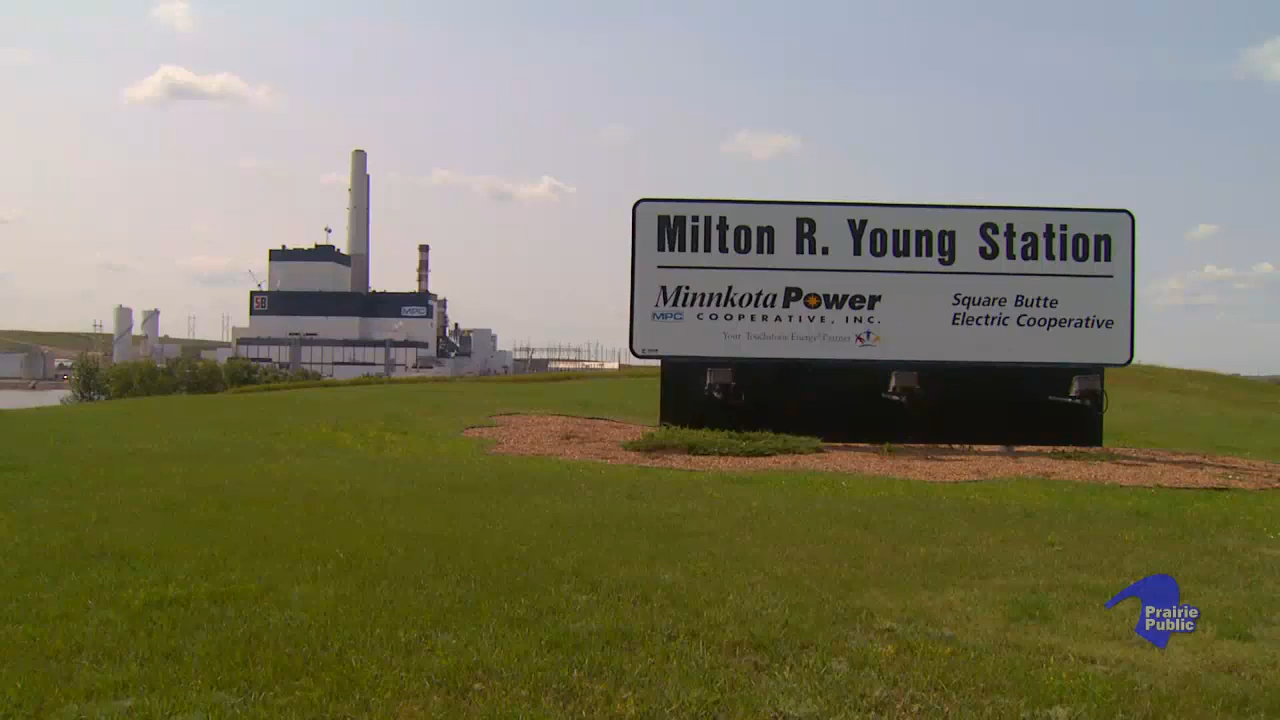 Milton R. Young Station
Minnkota Power
MPC
COOPERATIVE, INC.
Your Touchstone Energy® Partner
Square Butte
Electric Cooperative
SB
MPC
Prairie
Public